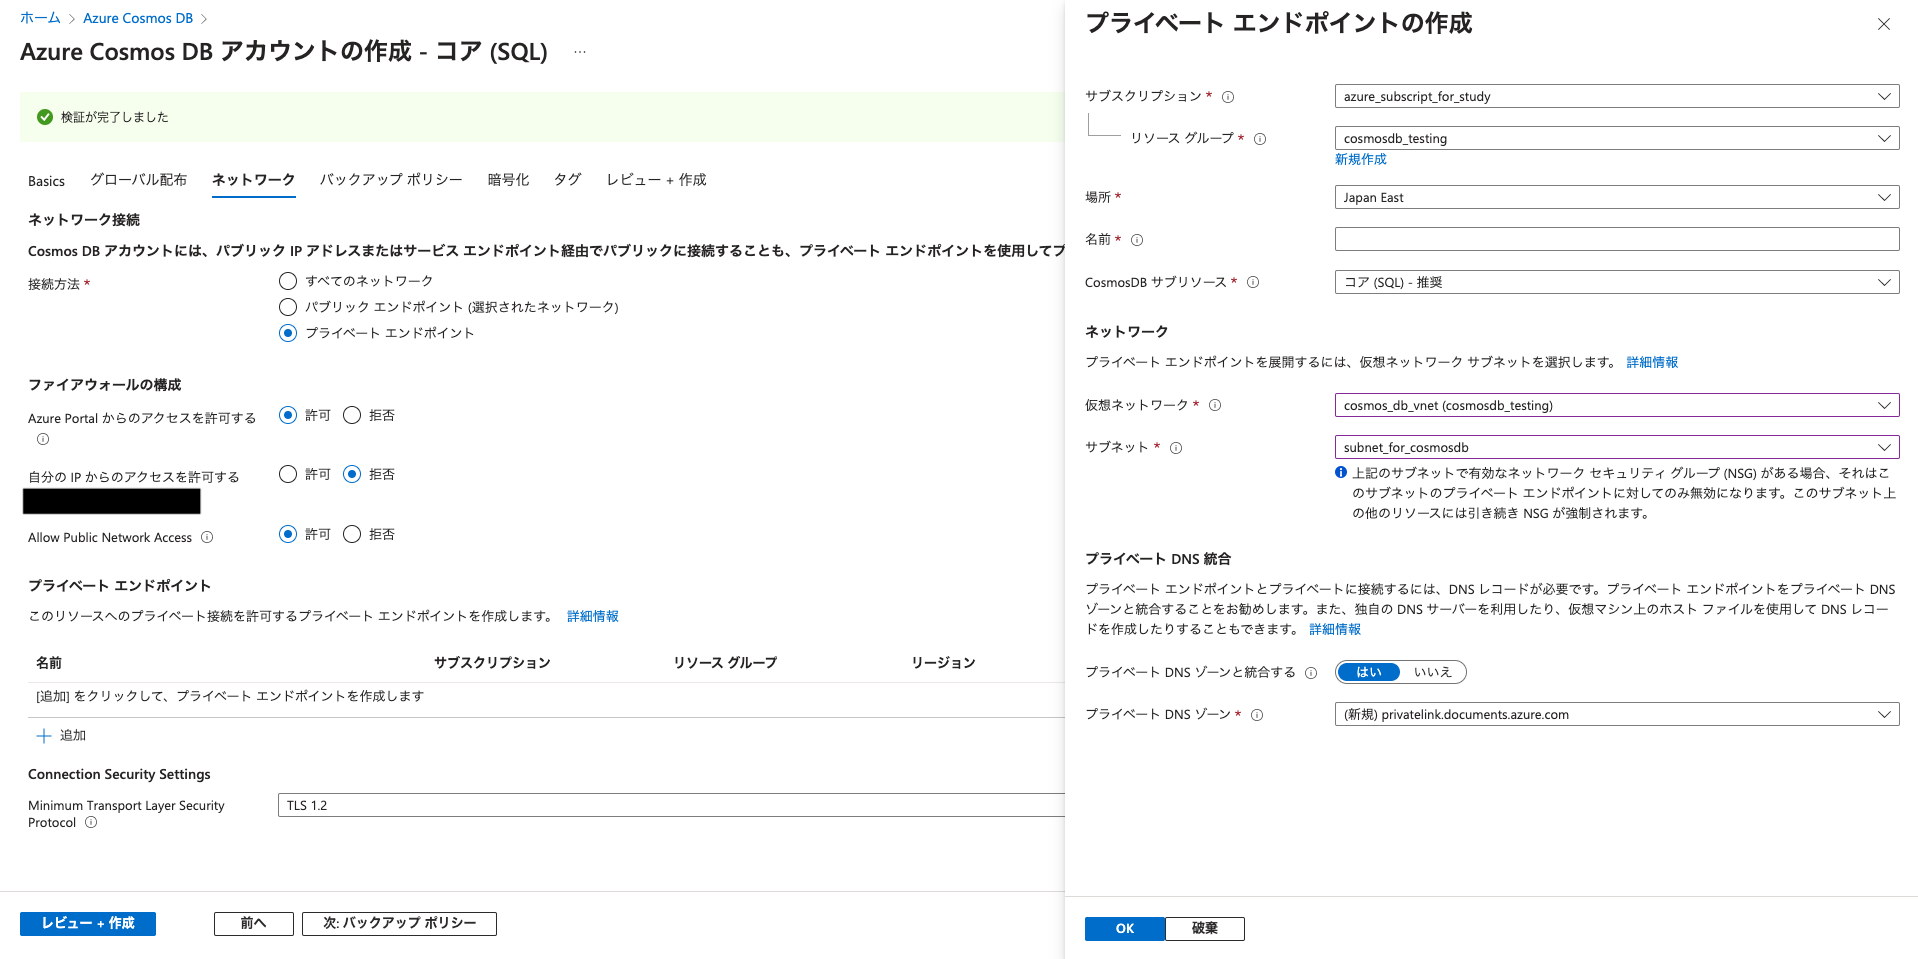 ホーム > Azure Cosmos DB >
Azure Cosmos DB アカウントの作成 - コア (SQL) ...
検証が完了しました
Basics グローバル配布 ネットワーク バックアップ ポリシー 暗号化 タグ レビュー + 作成
ネットワーク接続
Cosmos DB アカウントには、パブリック IP アドレスまたはサービス エンドポイント経由でパブリックに接続することも、プライベート エンドポイントを使用してプ
接続方法 *
すべてのネットワーク
パブリック エンドポイント (選択されたネットワーク)
プライベート エンドポイント
ファイアウォールの構成
Azure Portal からのアクセスを許可する 許可 拒否
自分の IP からのアクセスを許可する 許可 拒否
Allow Public Network Access 許可 拒否
プライベート エンドポイント
このリソースへのプライベート接続を許可するプライベート エンドポイントを作成します。 詳細情報
名前 サブスクリプション リソース グループ リージョン
[追加] をクリックして、プライベート エンドポイントを作成します
+ 追加
Connection Security Settings
Minimum Transport Layer Security
Protocol
TLS 1.2
レビュー + 作成 前へ 次: バックアップ ポリシー
プライベート エンドポイントの作成
サブスクリプション * azure_subscript_for_study
リソース グループ * cosmosdb_testing
新規作成
場所 * Japan East
名前 *
CosmosDB サブリソース * コア (SQL) - 推奨
ネットワーク
プライベート エンドポイントを展開するには、仮想ネットワーク サブネットを選択します。 詳細情報
仮想ネットワーク * cosmos_db_vnet (cosmosdb_testing)
サブネット * subnet_for_cosmosdb
上記のサブネットで有効なネットワーク セキュリティ グループ (NSG) がある場合、それはこ
のサブネットのプライベート エンドポイントに対してのみ無効になります。このサブネット上
の他のリソースには引き続き NSG が強制されます。
プライベート DNS 統合
プライベート エンドポイントとプライベートに接続するには、DNS レコードが必要です。プライベート エンドポイントをプライベート DNS
ゾーンと統合することをお勧めします。また、独自の DNS サーバーを利用したり、仮想マシン上のホスト ファイルを使用して DNS レコー
ドを作成したりすることもできます。 詳細情報
プライベート DNS ゾーンと統合する はい いいえ
プライベート DNS ゾーン * (新規) privatelink.documents.azure.com
OK 破棄